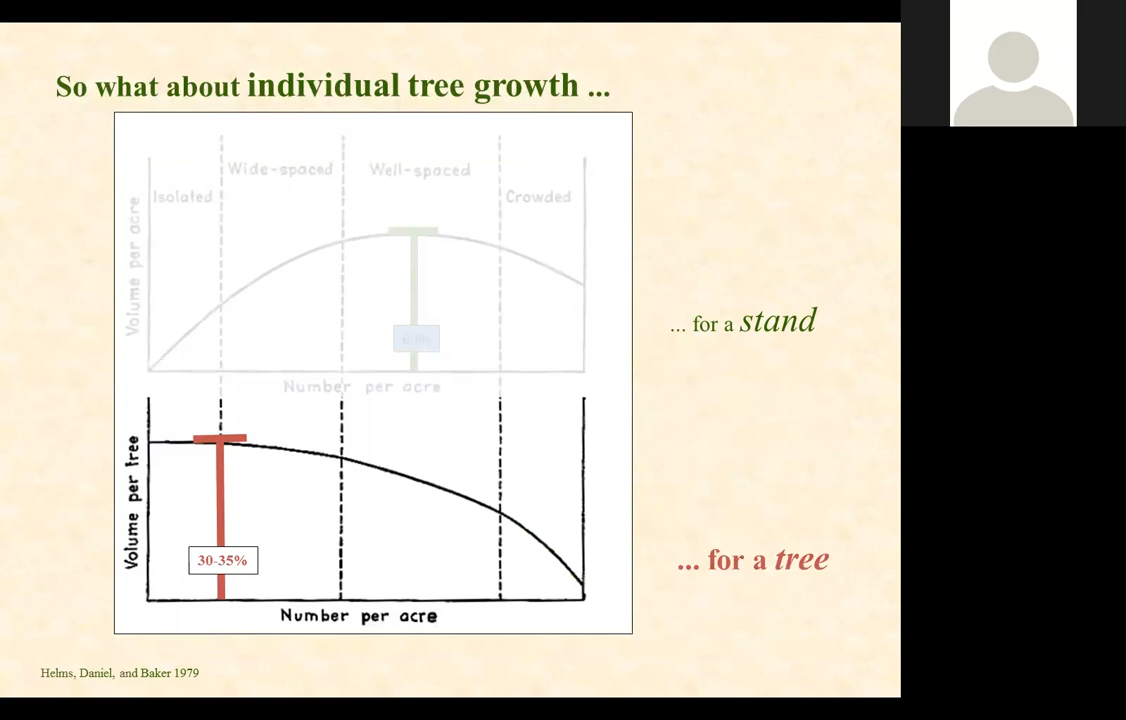 So what about individual tree growth ...
Wide-spaced
Well-spaced
Isolated
Crowded
Volume per acre
Number per acre
... for a stand
Volume per tree
30-35%
... for a tree
Number per acre
Helms, Daniel, and Baker 1979